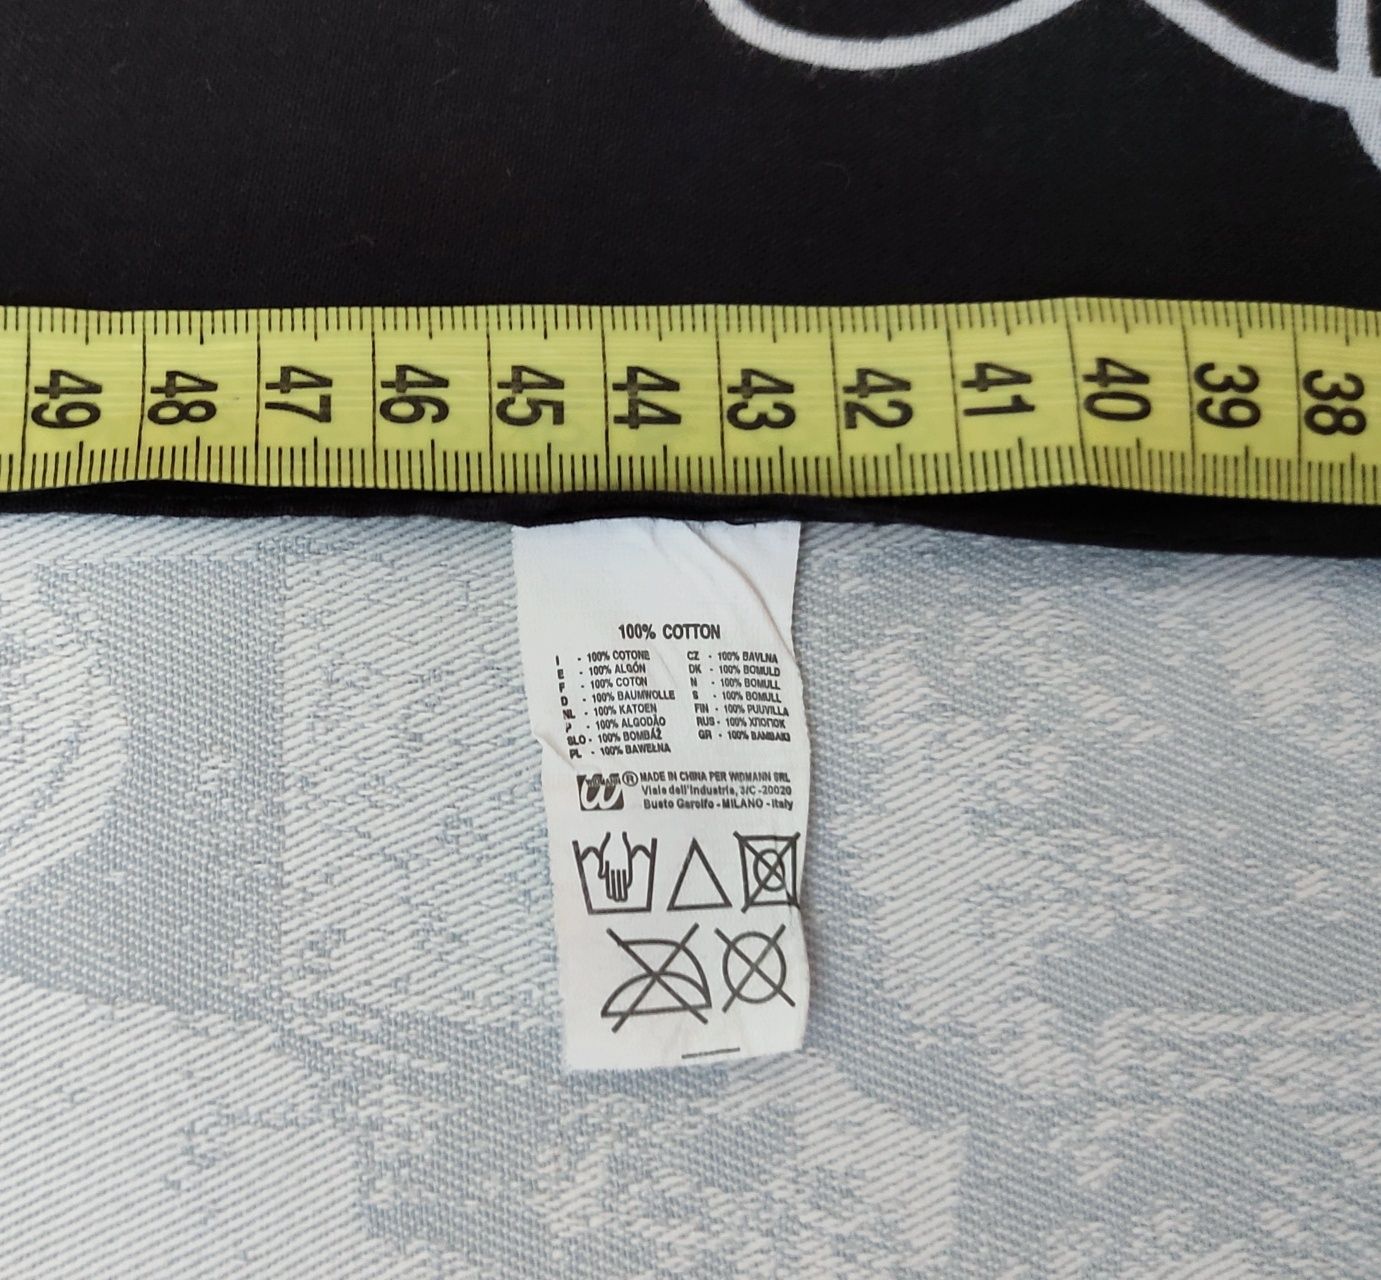 49 48 47 46 45 44 43 42 41 40 39 38
100% COTTON
I - 100% COTONE
E - 100% ALGÓN
F - 100% COTON
D - 100% BAUMWOLLE
NL - 100% KATOEN
P - 100% ALGODÃO
SLO - 100% BOMBÁŽ
PL - 100% BAWEŁNA
CZ - 100% BAVLNA
DK - 100% BOMULD
N - 100% BOMULL
S - 100% BOMULL
FIN - 100% PUUVILLA
RUS - 100% ХЛОПОК
GR - 100% BAMBAKI
WIDMANN
W ® MADE IN CHINA PER WIDMANN SRL
Viale dell'Industria, 3/C -20020
Busto Garolfo - MILANO - Italy